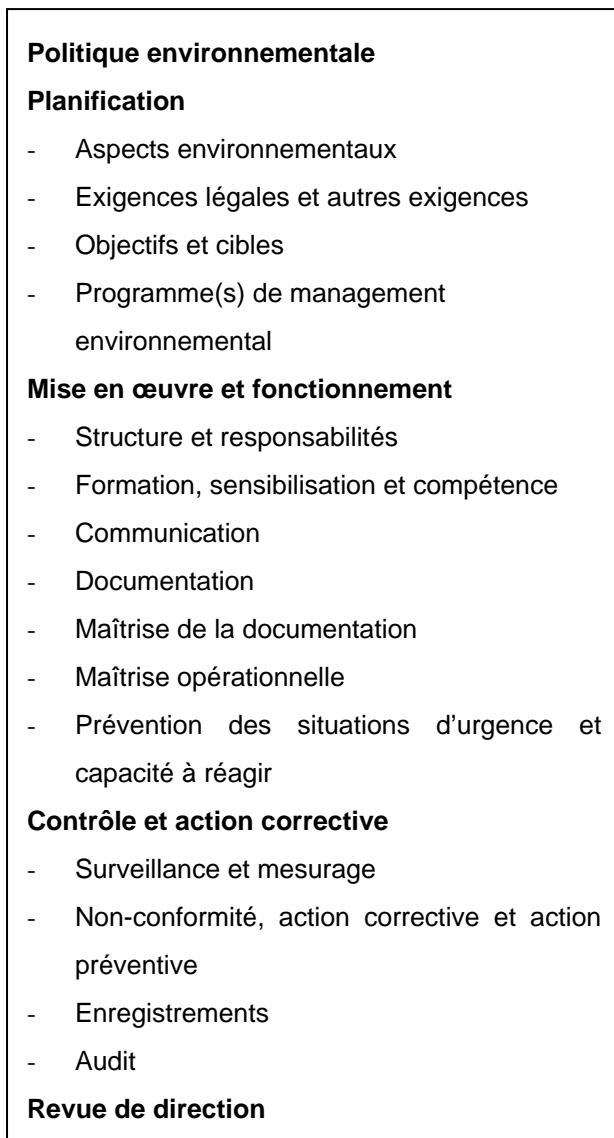 Politique environnementale
Planification
- Aspects environnementaux
- Exigences légales et autres exigences
- Objectifs et cibles
- Programme(s) de management
environnemental
Mise en œuvre et fonctionnement
- Structure et responsabilités
- Formation, sensibilisation et compétence
- Communication
- Documentation
- Maîtrise de la documentation
- Maîtrise opérationnelle
- Prévention des situations d'urgence et
capacité à réagir
Contrôle et action corrective
- Surveillance et mesurage
- Non-conformité, action corrective et action
préventive
- Enregistrements
- Audit
Revue de direction